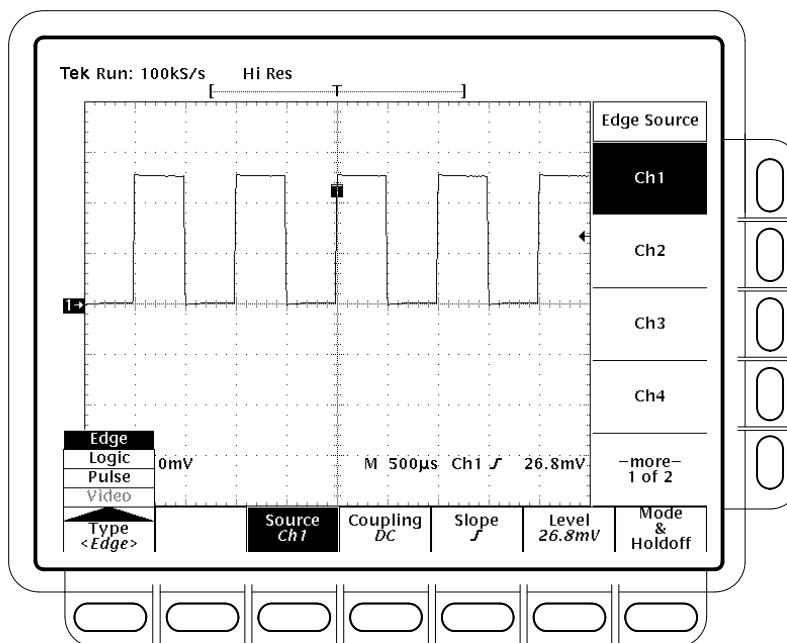 Tek Run: 100kS/s Hi Res
[ T ]
Edge Source
Ch1
Ch2
Ch3
Ch4
–more–
1 of 2
T
1→
Edge
Logic
Pulse
Video
0mV M 500µs Ch1 26.8mV
Type
<Edge>
Source
Ch1
Coupling
DC
Slope
Level
26.8mV
Mode
&
Holdoff